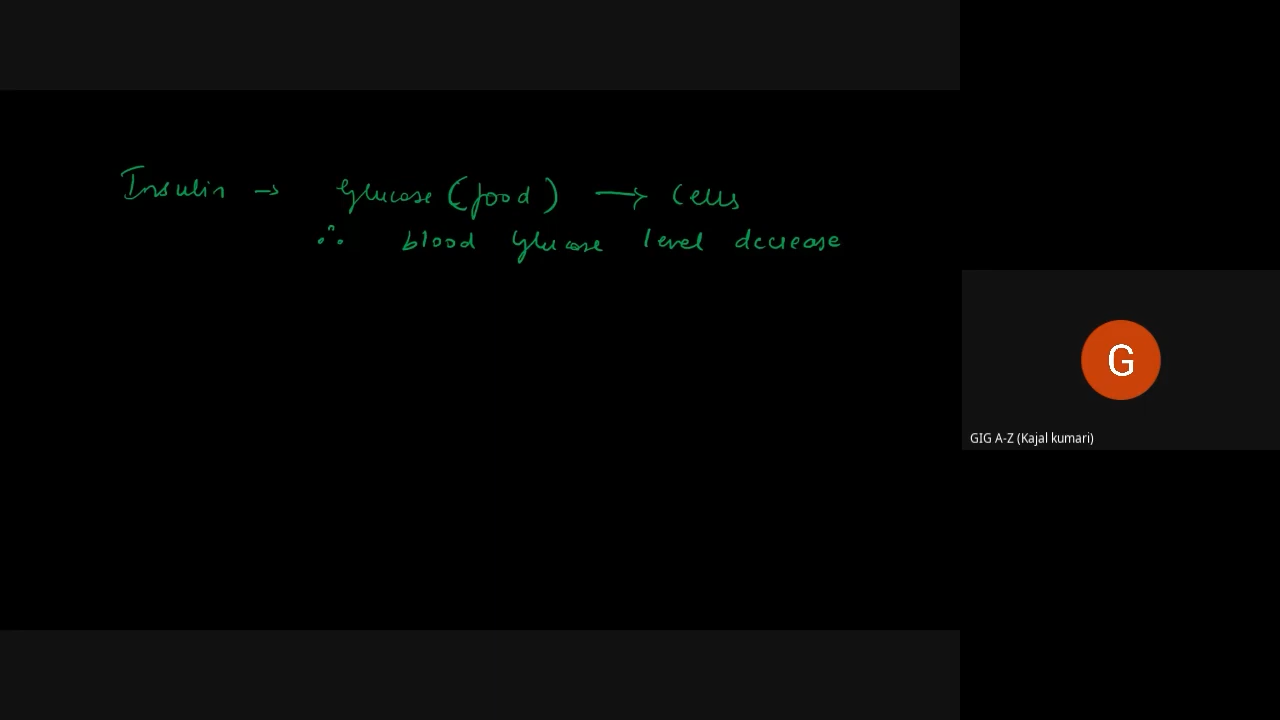 Insulin → Glucose (food) → Cells
∴ blood Glucose level decrease
G
GIG A-Z (Kajal kumari)